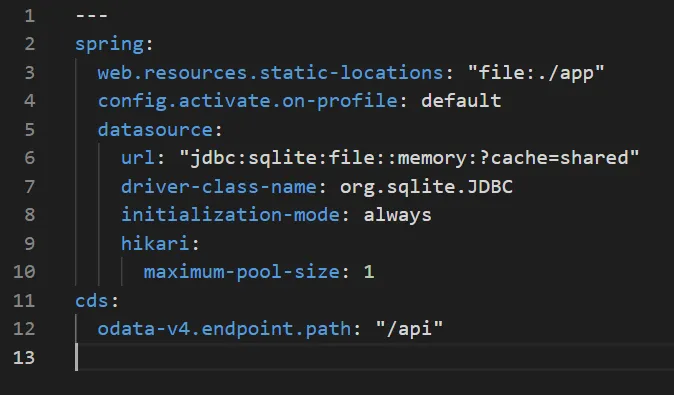 1 ---
2 spring:
3   web.resources.static-locations: "file:./app"
4   config.activate.on-profile: default
5   datasource:
6     url: "jdbc:sqlite:file::memory:?cache=shared"
7     driver-class-name: org.sqlite.JDBC
8     initialization-mode: always
9     hikari:
10       maximum-pool-size: 1
11 cds:
12   odata-v4.endpoint.path: "/api"
13